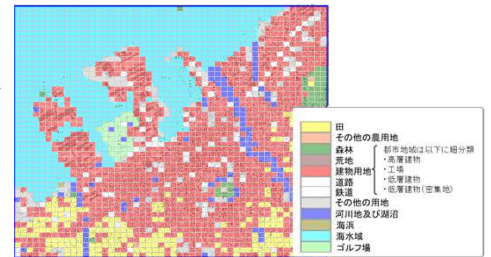 田
その他の農用地
森林
荒地
建物用地
道路
鉄道
その他の用地
河川地及び湖沼
海浜
海水域
ゴルフ場
都市地域は以下に細分類
・高層建物
・工場
・低層建物
・低層建物(密集地)